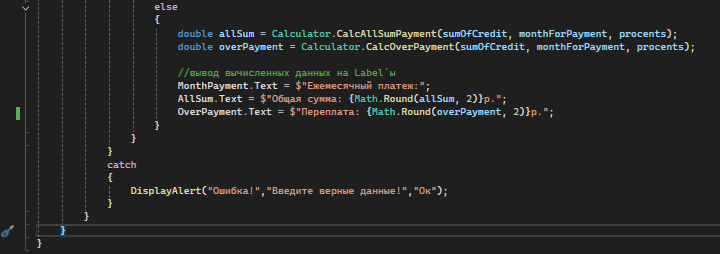 else
{
double allSum = Calculator.CalcAllSumPayment(sumOfCredit, monthForPayment, procents);
double overPayment = Calculator.CalcOverPayment(sumOfCredit, monthForPayment, procents);
//вывод вычисленных данных на Label`ы
MonthPayment.Text = $"Ежемесячный платеж:";
AllSum.Text = $"Общая сумма: {Math.Round(allSum, 2)}р.";
OverPayment.Text = $"Переплата: {Math.Round(overPayment, 2)}р.";
}
}
}
catch
{
DisplayAlert("Ошибка!","Введите верные данные!","Ок");
}
}
}
}